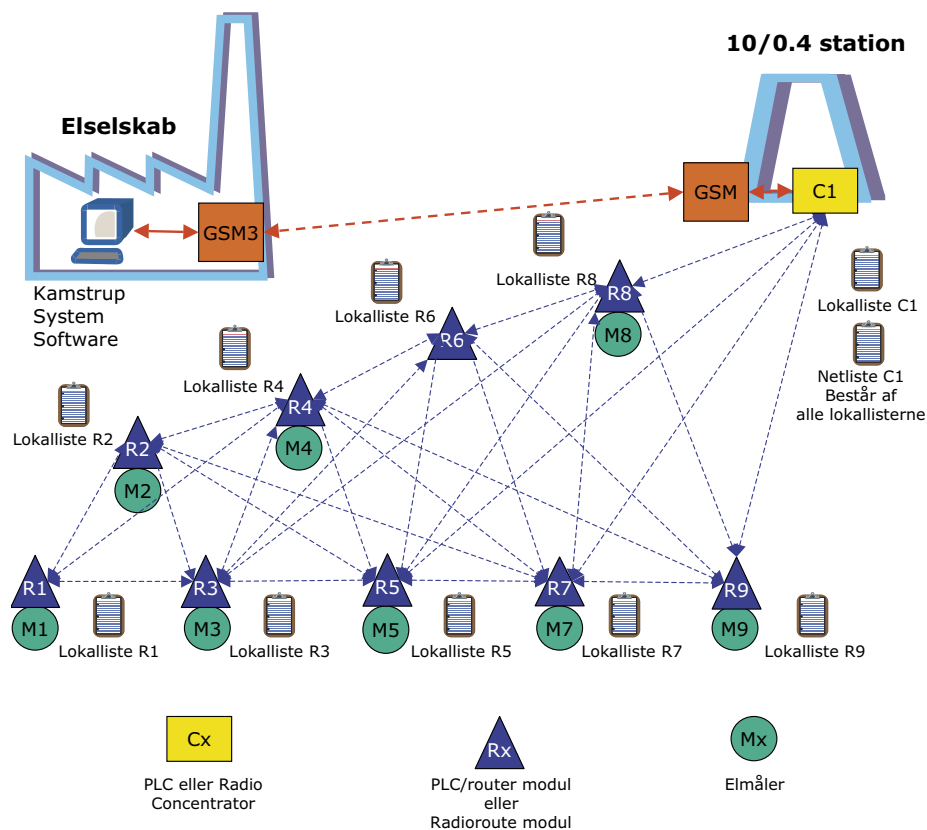 10/0.4 station
Elselskab
GSM3
GSM
C1
Kamstrup
System
Software
Lokalliste R8
R8
M8
Lokalliste C1
Lokalliste R6
R6
Netliste C1
Består af
alle lokallisterne
Lokalliste R4
R4
M4
Lokalliste R2
R2
M2
R1
R3
R5
R7
R9
M1
M3
M5
M7
M9
Lokalliste R1
Lokalliste R3
Lokalliste R5
Lokalliste R7
Lokalliste R9
Cx
Rx
Mx
PLC eller Radio
Concentrator
PLC/router modul
eller
Radioroute modul
Elmåler